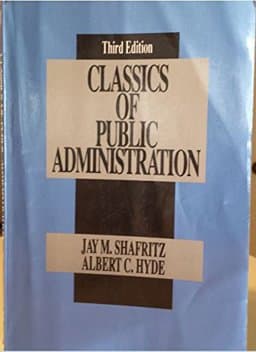 Third Edition
CLASSICS
OF
PUBLIC
ADMINISTRATION
JAY M. SHAFRITZ
ALBERT C. HYDE